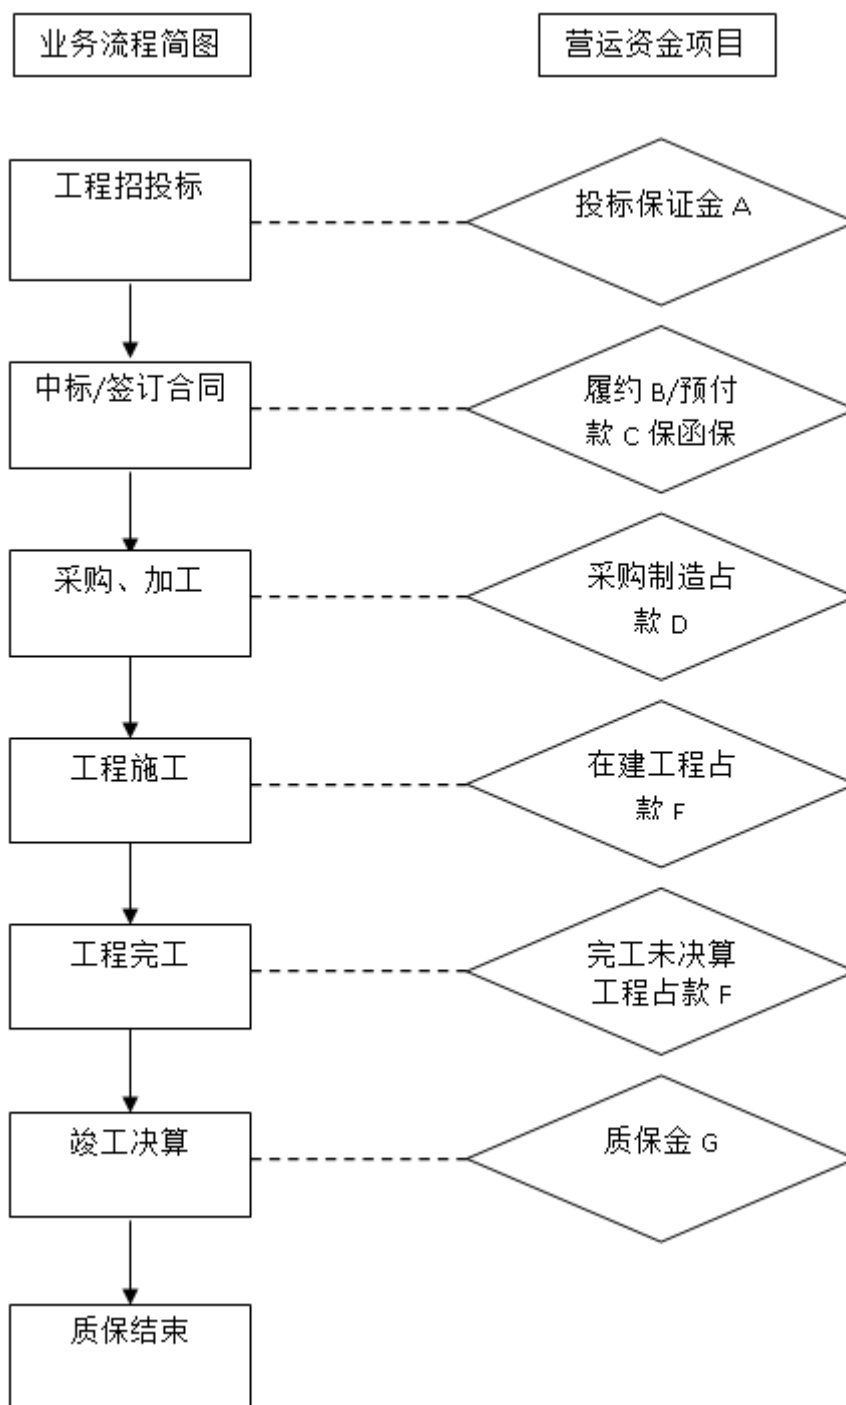 业务流程简图
营运资金项目
工程招投标
投标保证金 A
中标/签订合同
履约 B/预付
款 C 保函保
采购、加工
采购制造占
款 D
工程施工
在建工程占
款 F
工程完工
完工未决算
工程占款 F
竣工决算
质保金 G
质保结束